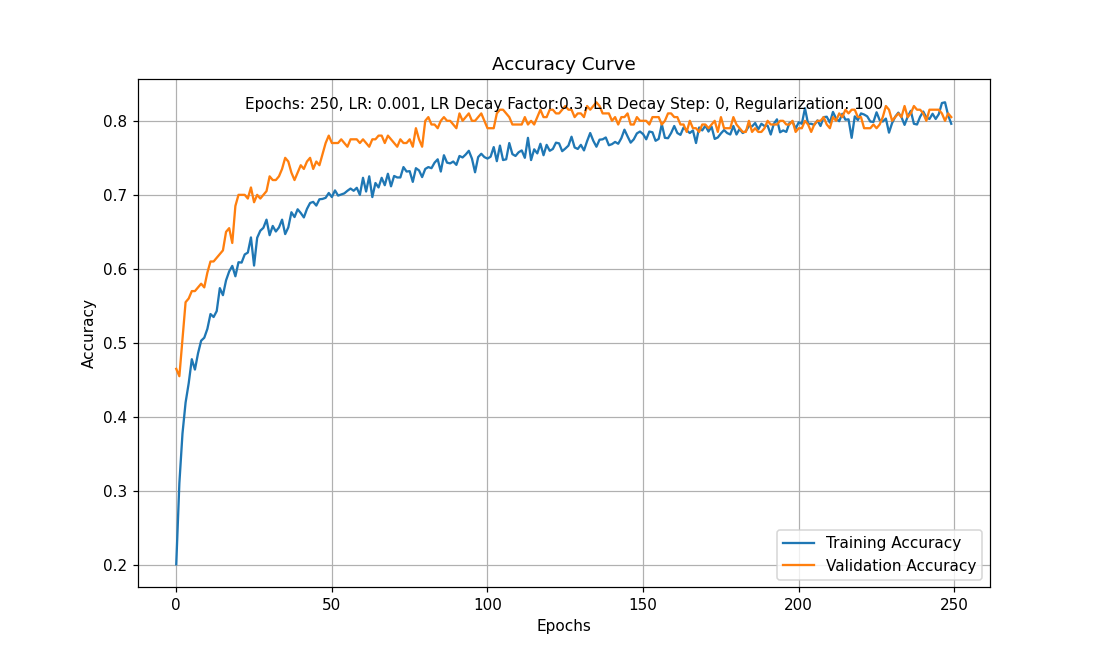 Accuracy Curve
Epochs: 250, LR: 0.001, LR Decay Factor:0.3, LR Decay Step: 0, Regularization: 100
Accuracy
0.8
0.7
0.6
0.5
0.4
0.3
0.2
Training Accuracy
Validation Accuracy
0 50 100 150 200 250
Epochs